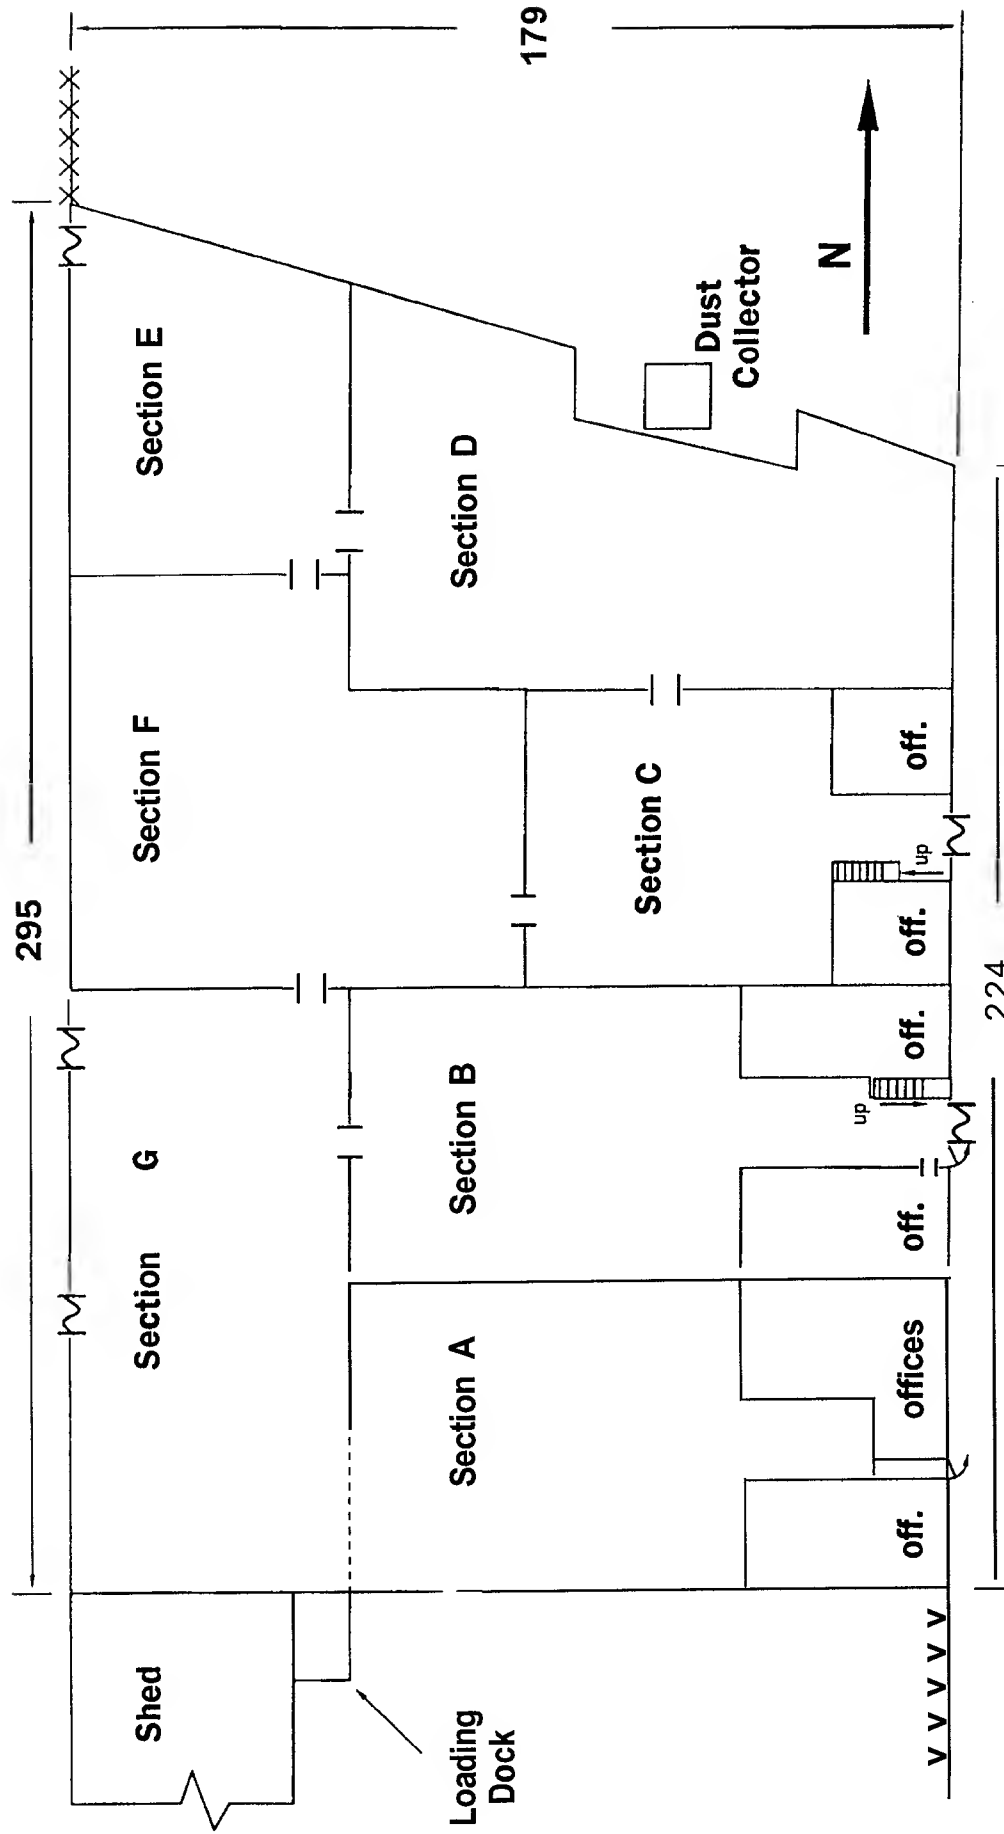 295
179
Section E
Section F
Section G
Shed
Section D
Section C
Section B
Section A
Loading
Dock
Dust
Collector
N
off.
up
off.
off.
up
off.
offices
off.
V V V V V
X X X X X
224